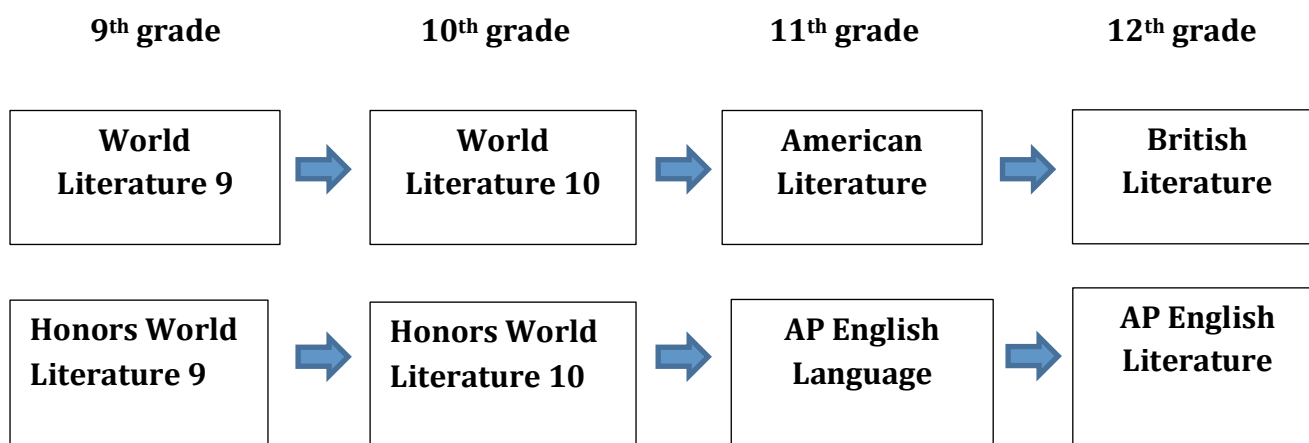 9th grade 10th grade 11th grade 12th grade
World
Literature 9
World
Literature 10
American
Literature
British
Literature
Honors World
Literature 9
Honors World
Literature 10
AP English
Language
AP English
Literature